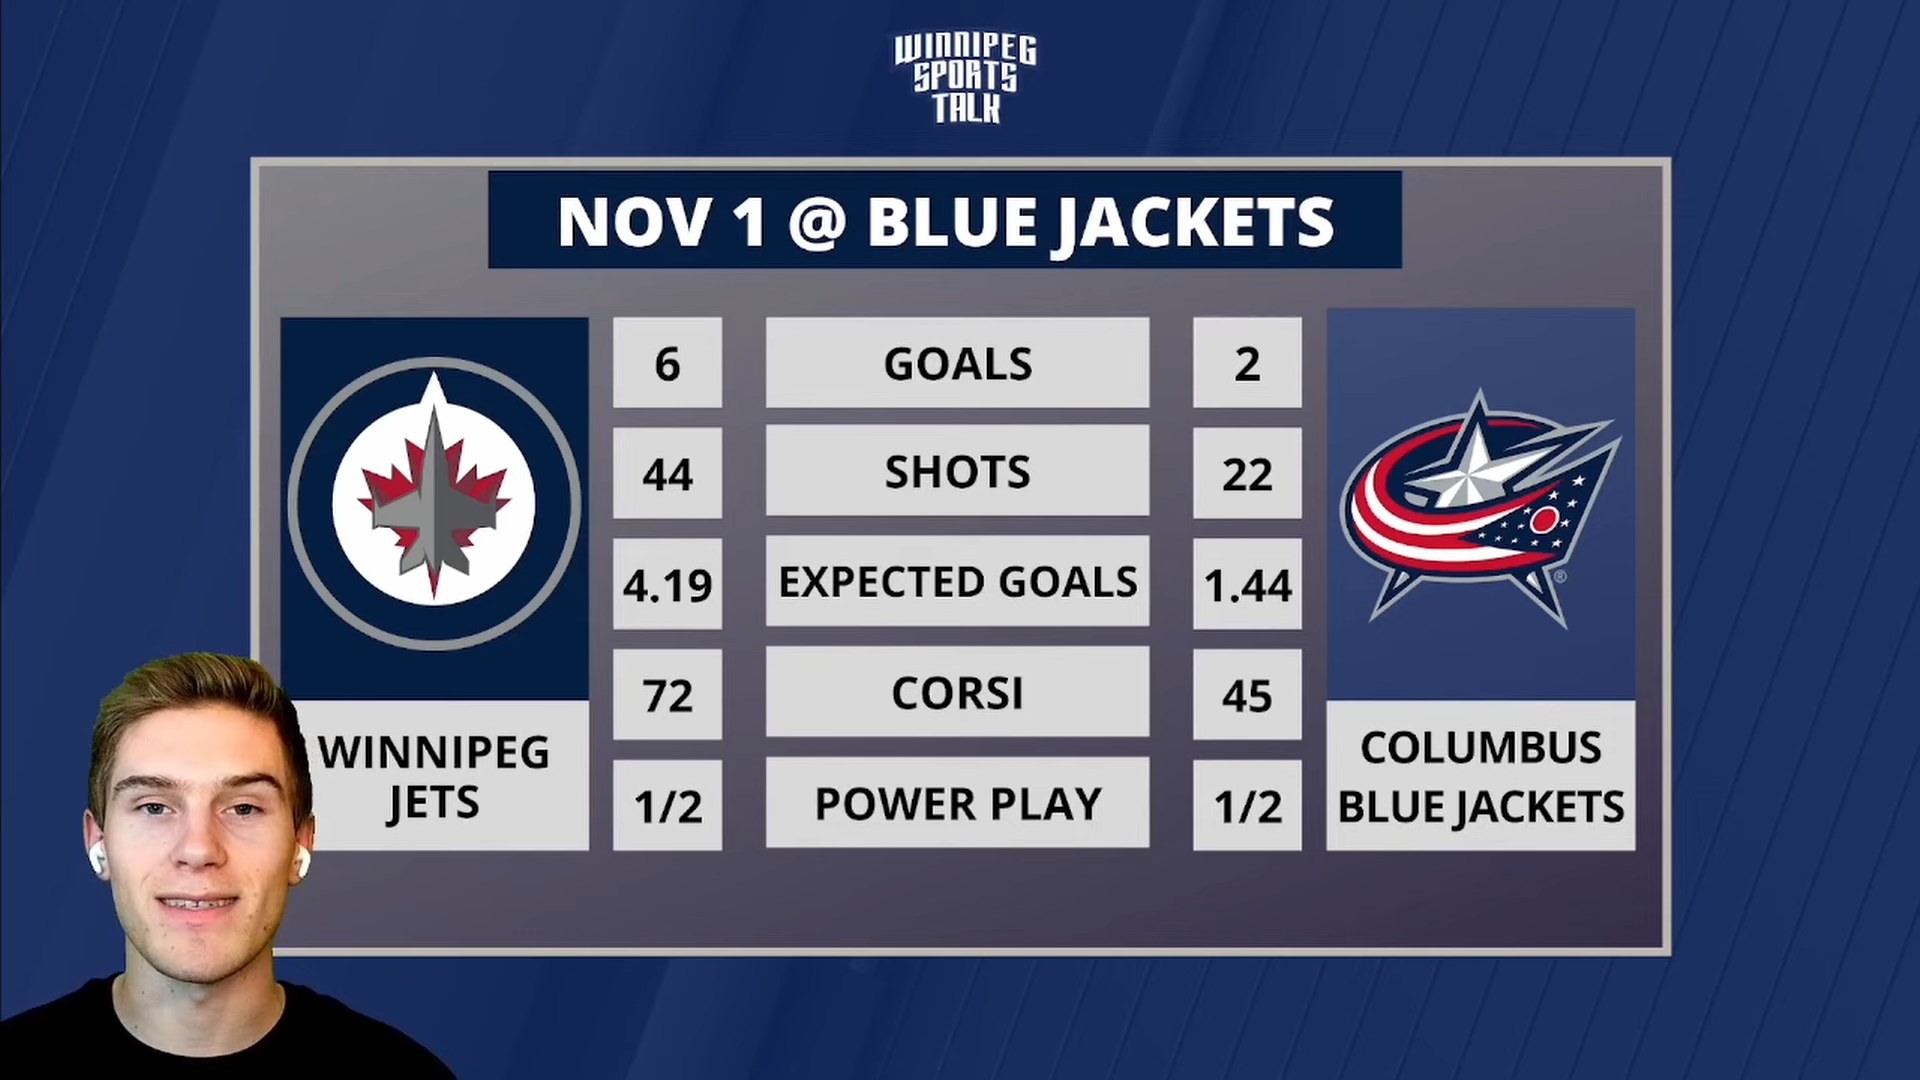 WINNIPEG
SPORTS
TALK
NOV 1 @ BLUE JACKETS
6 GOALS 2
44 SHOTS 22
4.19 EXPECTED GOALS 1.44
72 CORSI 45
1/2 POWER PLAY 1/2
WINNIPEG
JETS
®
COLUMBUS
BLUE JACKETS